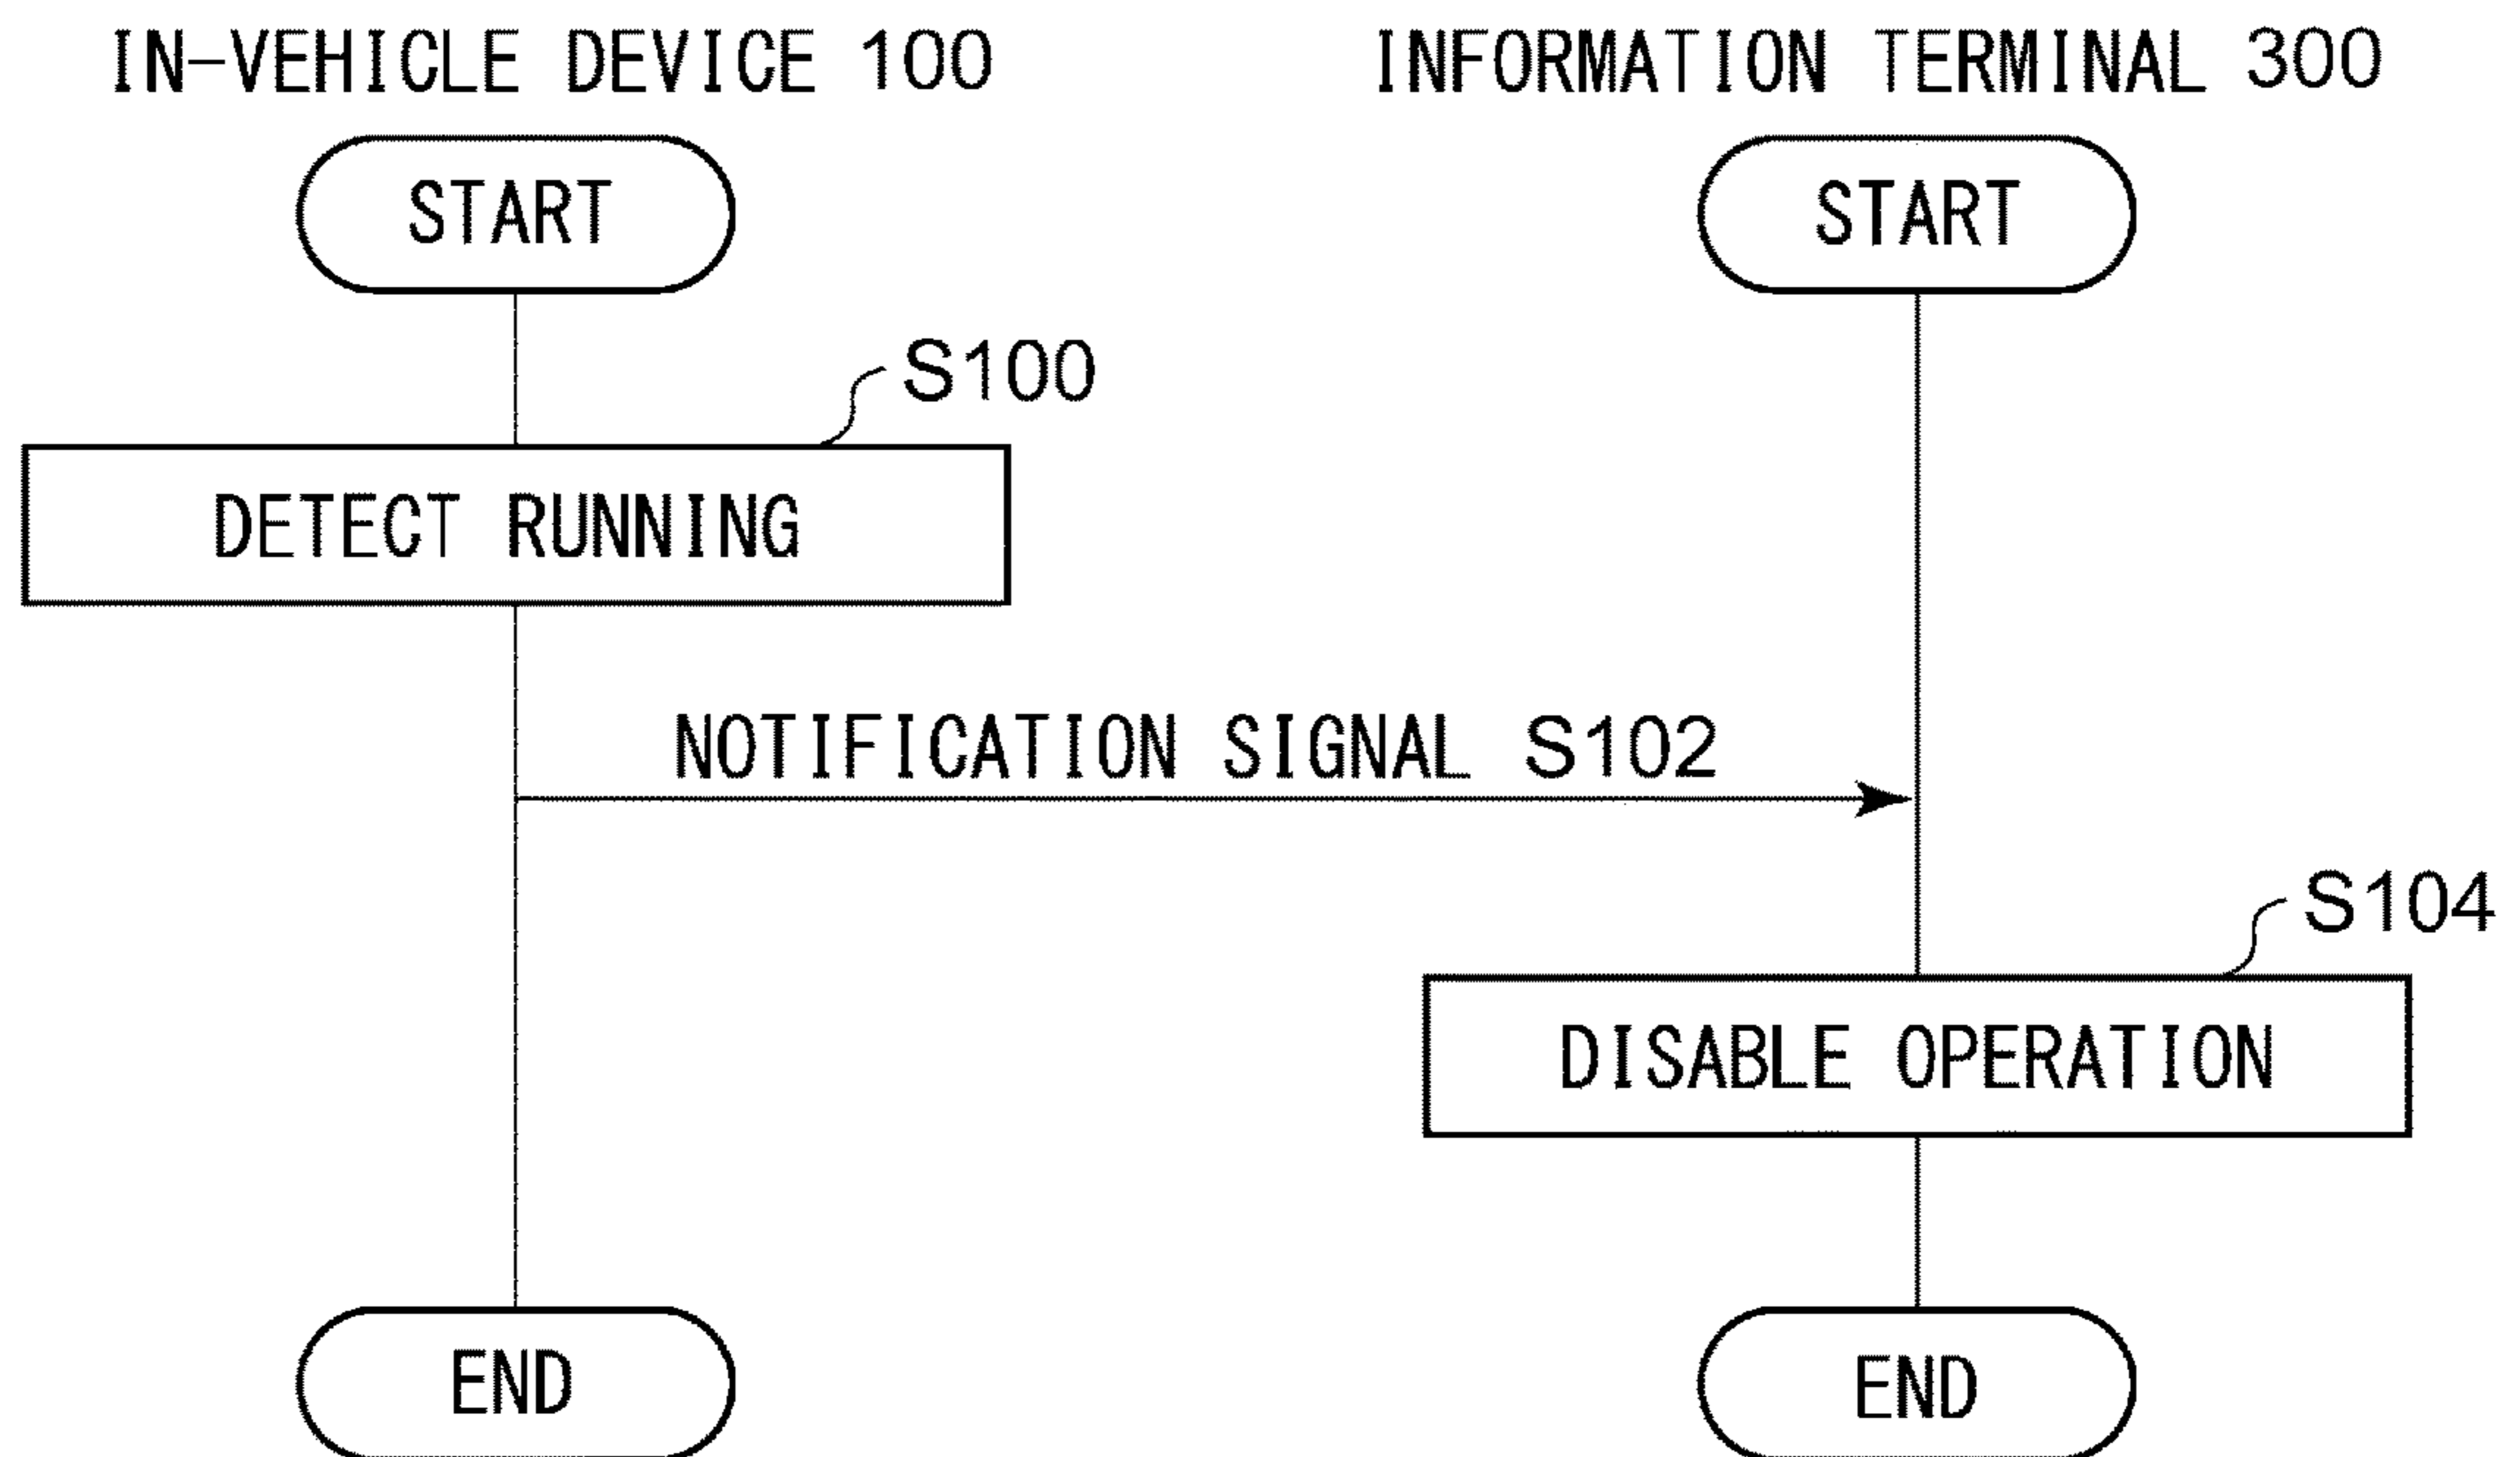 IN-VEHICLE DEVICE 100
INFORMATION TERMINAL 300
START
START
S100
DETECT RUNNING
NOTIFICATION SIGNAL S102
S104
DISABLE OPERATION
END
END